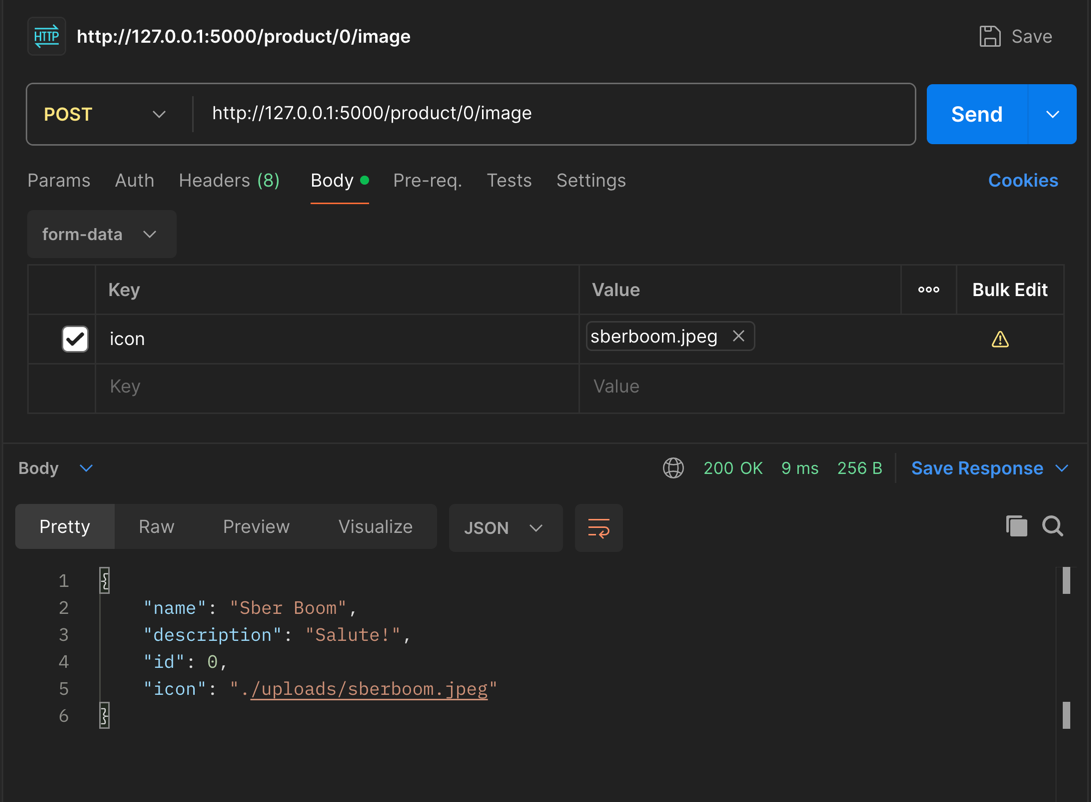 HTTP http://127.0.0.1:5000/product/0/image Save
POST http://127.0.0.1:5000/product/0/image Send
Params Auth Headers (8) Body Pre-req. Tests Settings Cookies
form-data
Key Value Bulk Edit
icon sberboom.jpeg
Key Value
Body 200 OK 9 ms 256 B Save Response
Pretty Raw Preview Visualize JSON
1 {
2 "name": "Sber Boom",
3 "description": "Salute!",
4 "id": 0,
5 "icon": "./uploads/sberboom.jpeg"
6 }